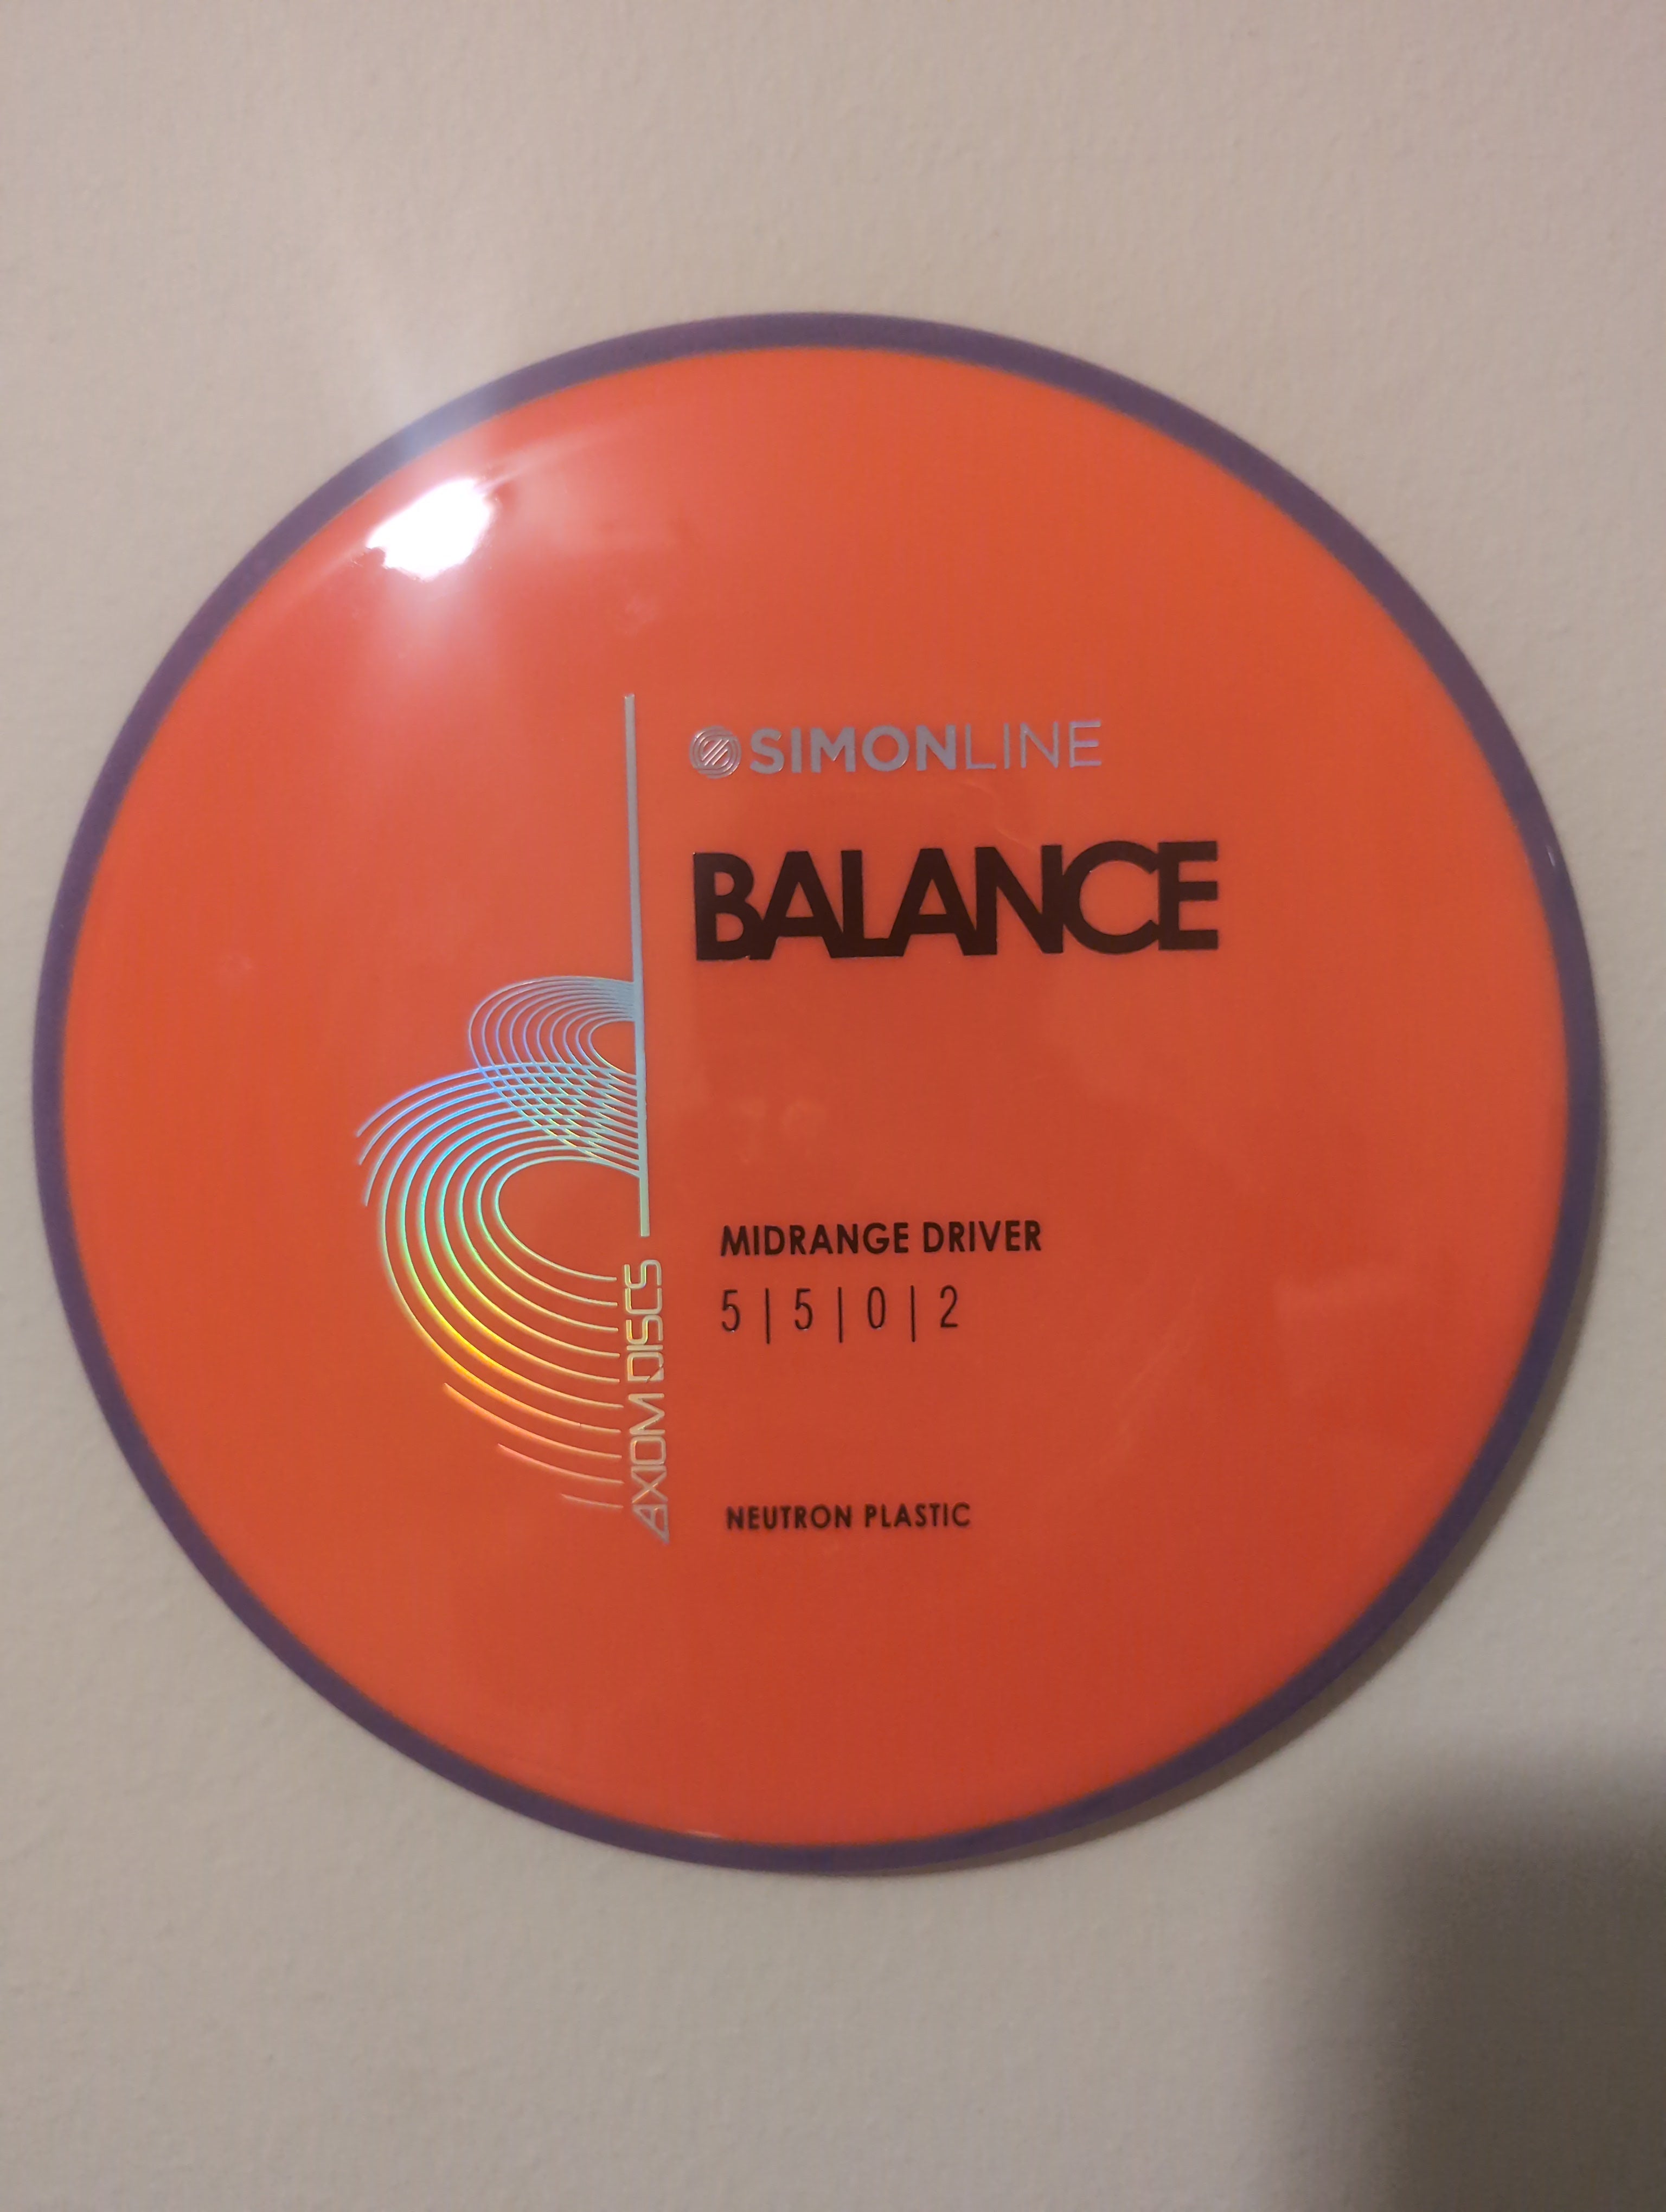 SIMONLINE
BALANCE
MIDRANGE DRIVER
5 | 5 | 0 | 2
NEUTRON PLASTIC
AXIOM DISCS